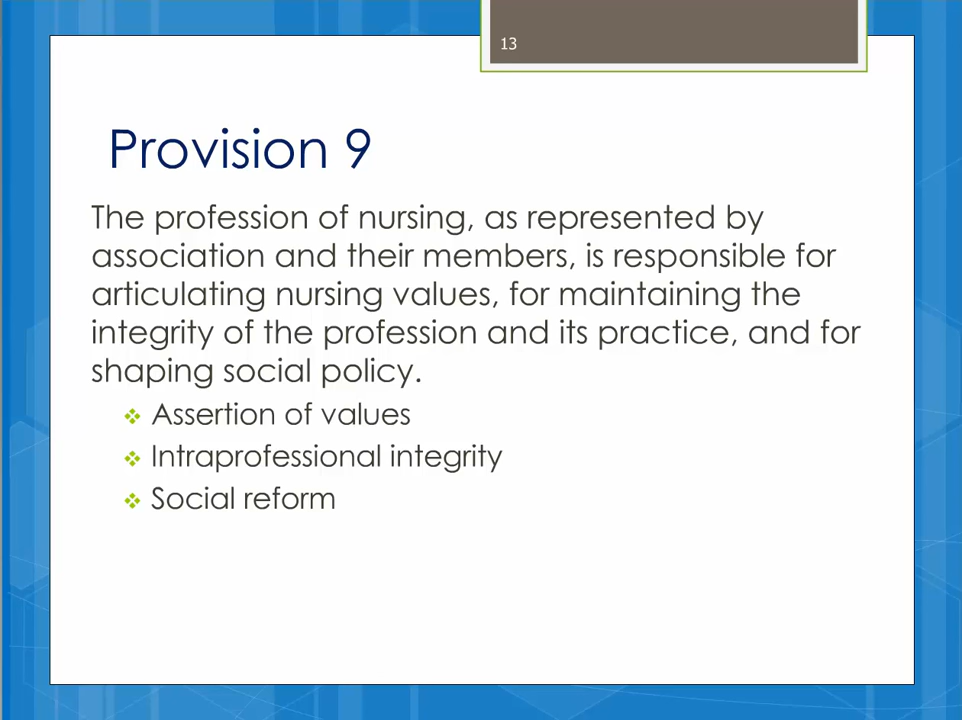 13
Provision 9
The profession of nursing, as represented by
association and their members, is responsible for
articulating nursing values, for maintaining the
integrity of the profession and its practice, and for
shaping social policy.
Assertion of values
Intraprofessional integrity
Social reform